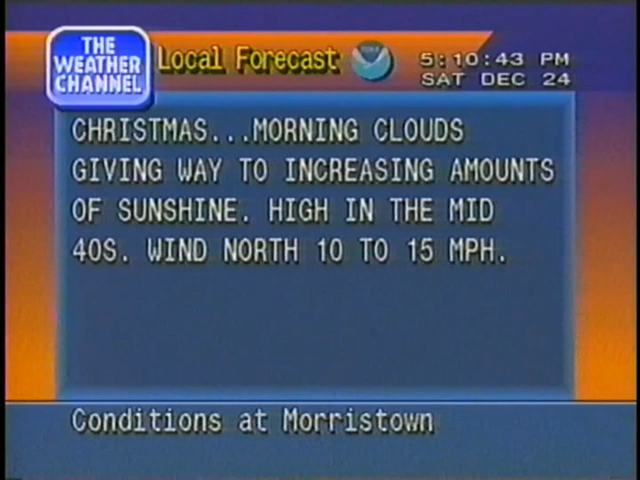 THE
WEATHER
CHANNEL
Local Forecast
5:10:43 PM
SAT DEC 24
CHRISTMAS...MORNING CLOUDS
GIVING WAY TO INCREASING AMOUNTS
OF SUNSHINE. HIGH IN THE MID
40S. WIND NORTH 10 TO 15 MPH.
Conditions at Morristown